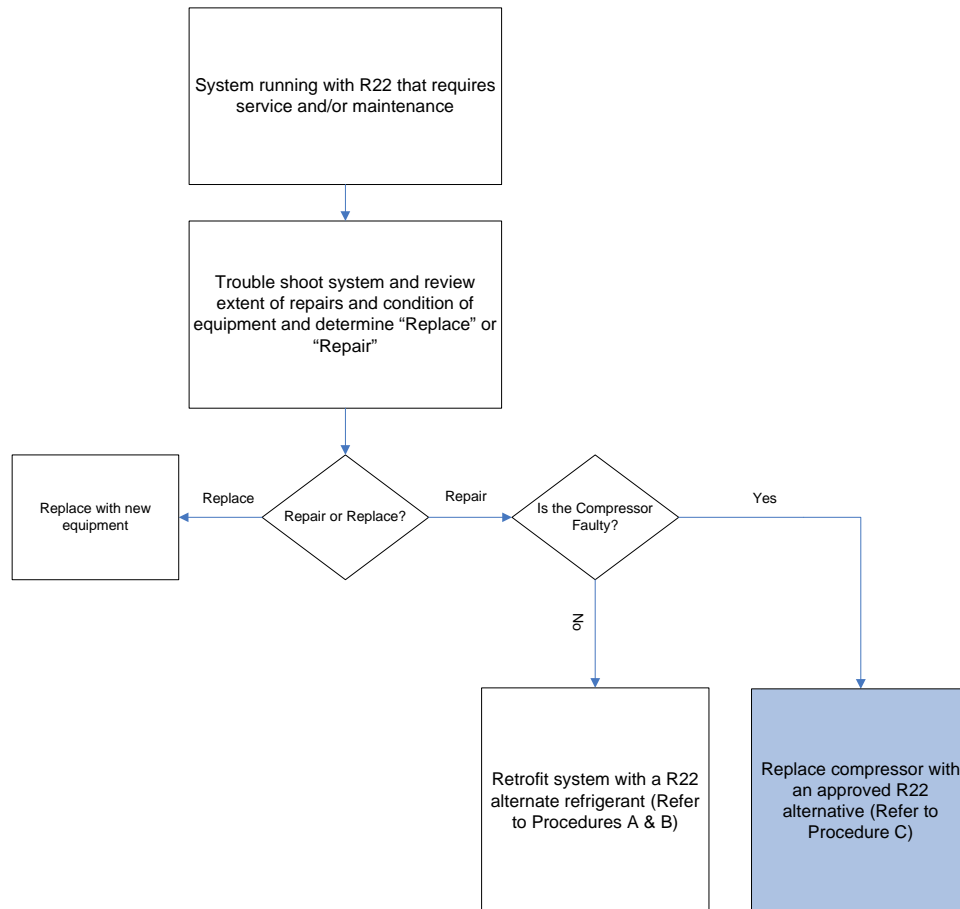 System running with R22 that requires
service and/or maintenance
Trouble shoot system and review
extent of repairs and condition of
equipment and determine “Replace” or
“Repair”
Replace with new
equipment
Replace
Repair or Replace?
Repair
Is the Compressor
Faulty?
Yes
No
Retrofit system with a R22
alternate refrigerant (Refer
to Procedures A & B)
Replace compressor with
an approved R22
alternative (Refer to
Procedure C)